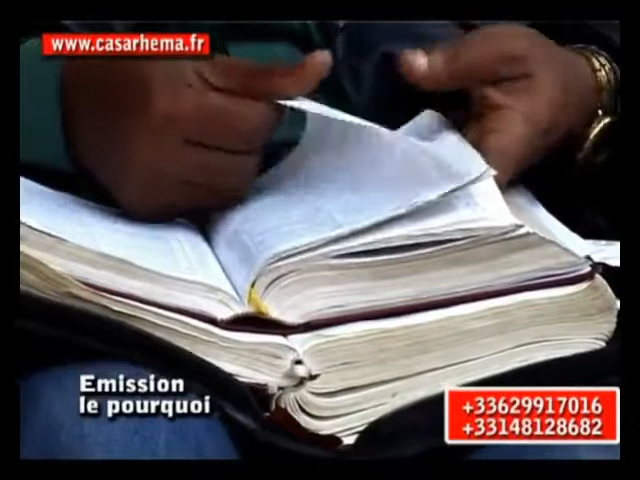 www.casarhema.fr
Emission
le pourquoi
+33629917016
+33148128682